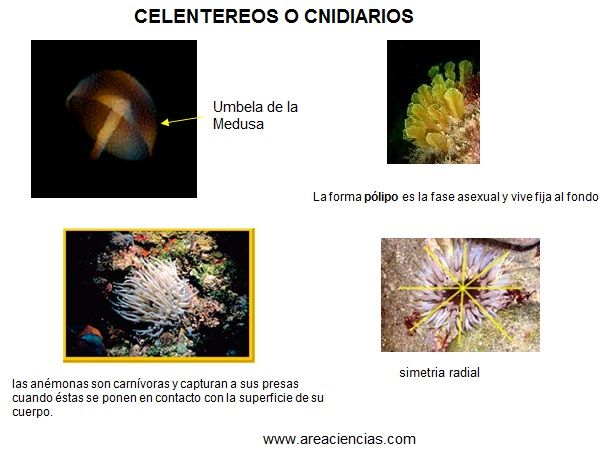 CELENTEREOS O CNIDIARIOS
Umbela de la
Medusa
La forma pólipo es la fase asexual y vive fija al fondo
simetria radial
las anémonas son carnívoras y capturan a sus presas
cuando éstas se ponen en contacto con la superficie de su
cuerpo.
www.areaciencias.com